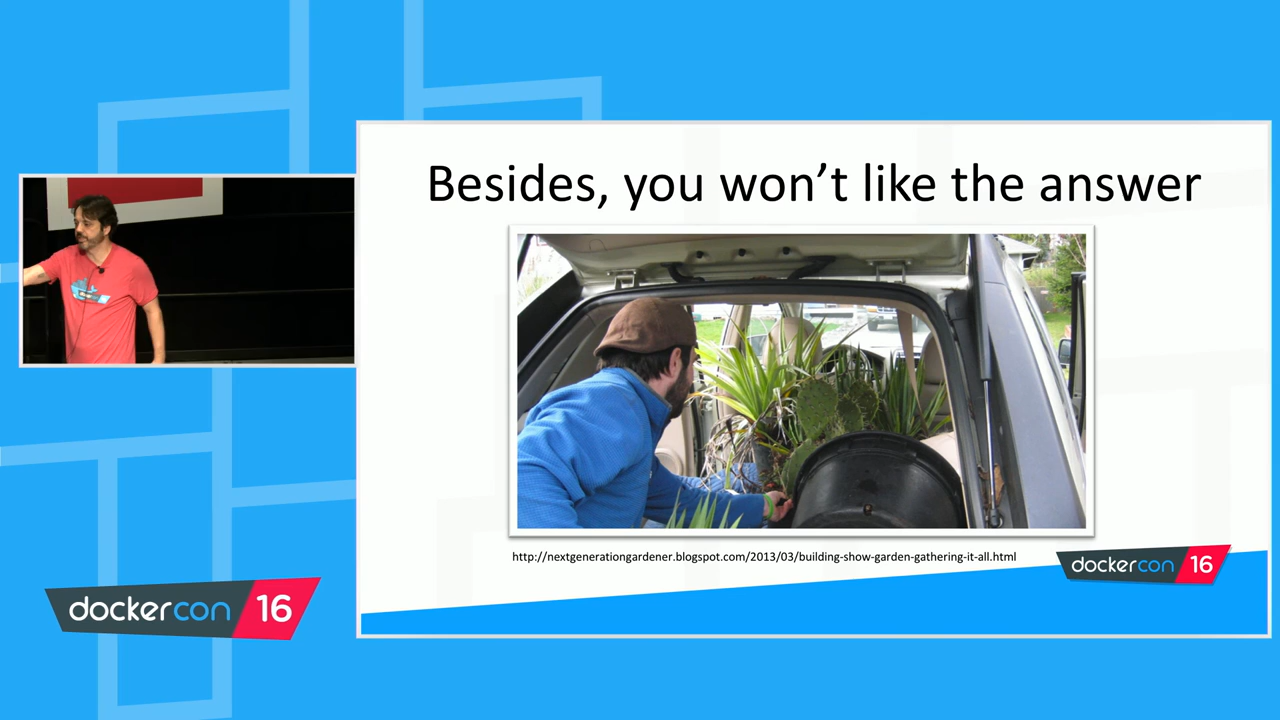 Besides, you won't like the answer
http://nextgenerationgardener.blogspot.com/2013/03/building-show-garden-gathering-it-all.html
dockercon 16
dockercon 16